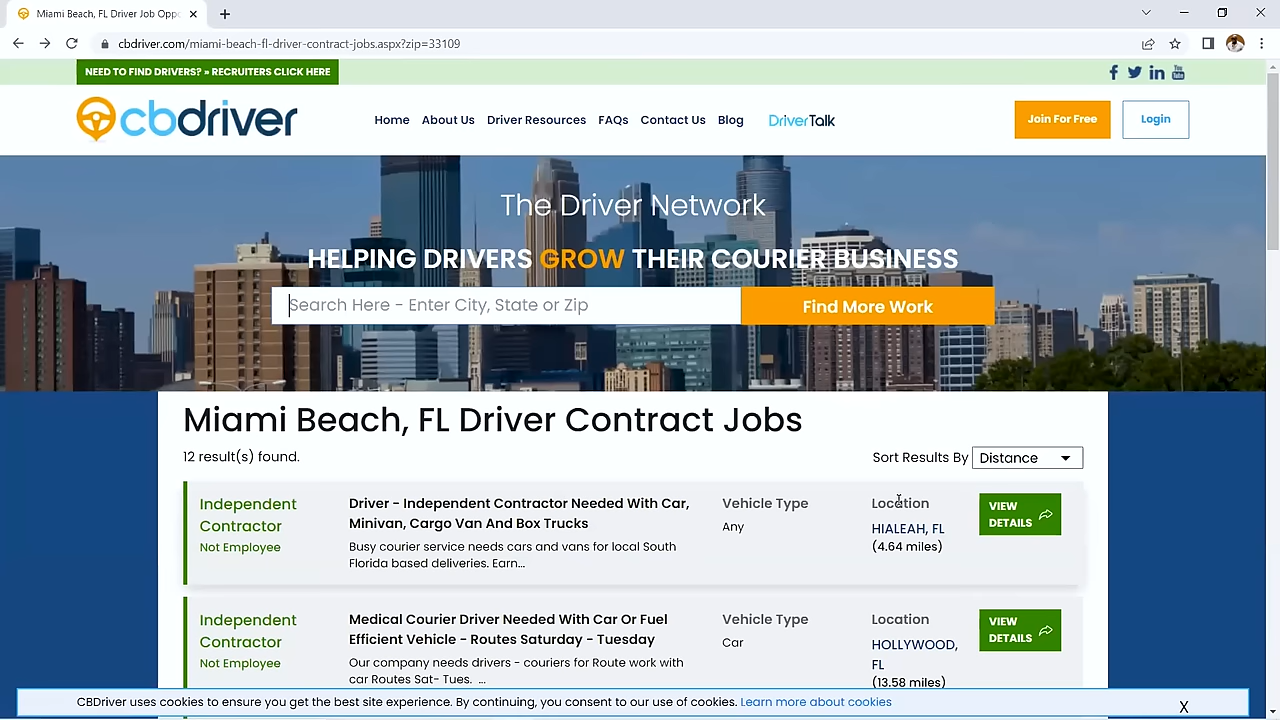 Miami Beach, FL Driver Job Opp
cbdriver.com/miami-beach-fl-driver-contract-jobs.aspx?zip=33109
NEED TO FIND DRIVERS? » RECRUITERS CLICK HERE
You Tube
cbdriver
Home About Us Driver Resources FAQs Contact Us Blog DriverTalk
Join For Free Login
The Driver Network
HELPING DRIVERS GROW THEIR COURIER BUSINESS
Search Here - Enter City, State or Zip
Find More Work
Miami Beach, FL Driver Contract Jobs
12 result(s) found.
Sort Results By Distance
Independent
Contractor
Not Employee
Driver - Independent Contractor Needed With Car,
Minivan, Cargo Van And Box Trucks
Busy courier service needs cars and vans for local South
Florida based deliveries. Earn...
Vehicle Type
Any
Location
HIALEAH, FL
(4.64 miles)
VIEW
DETAILS
Independent
Contractor
Not Employee
Medical Courier Driver Needed With Car Or Fuel
Efficient Vehicle - Routes Saturday - Tuesday
Our company needs drivers - couriers for Route work with
car Routes Sat- Tues. ...
Vehicle Type
Car
Location
HOLLYWOOD,
FL
(13.58 miles)
VIEW
DETAILS
CBDriver uses cookies to ensure you get the best site experience. By continuing, you consent to our use of cookies. Learn more about cookies
X